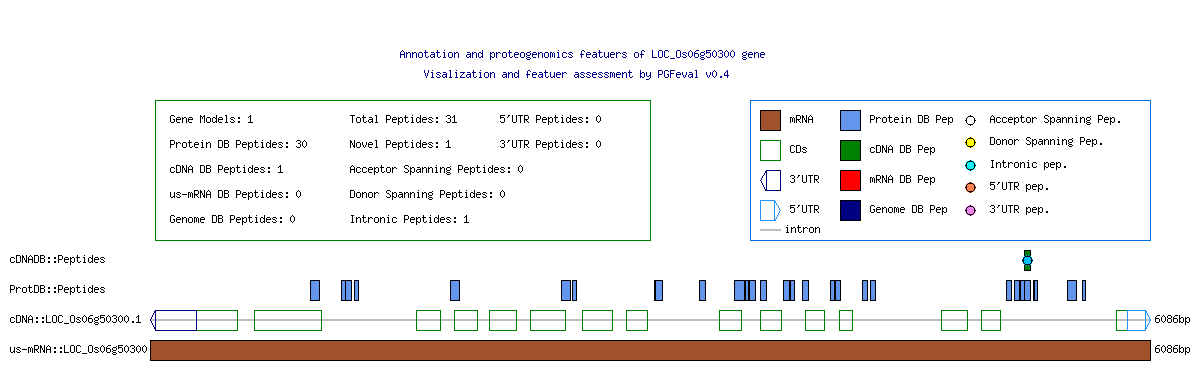 Annotation and proteogenomics featuers of LOC_Os06g50300 gene
Visalization and featuer assessment by PGFeval v0.4
Gene Models: 1
Total Peptides: 31
5'UTR Peptides: 0
Protein DB Peptides: 30
Novel Peptides: 1
3'UTR Peptides: 0
cDNA DB Peptides: 1
Acceptor Spanning Peptides: 0
us-mRNA DB Peptides: 0
Donor Spanning Peptides: 0
Genome DB Peptides: 0
Intronic Peptides: 1
mRNA
Protein DB Pep
Acceptor Spanning Pep.
CDs
cDNA DB Pep
Donor Spanning Pep.
3'UTR
mRNA DB Pep
Intronic pep.
5'UTR
Genome DB Pep
5'UTR pep.
3'UTR pep.
intron
cDNADB::Peptides
ProtDB::Peptides
cDNA::LOC_Os06g50300.1
6086bp
us-mRNA::LOC_Os06g50300
6086bp